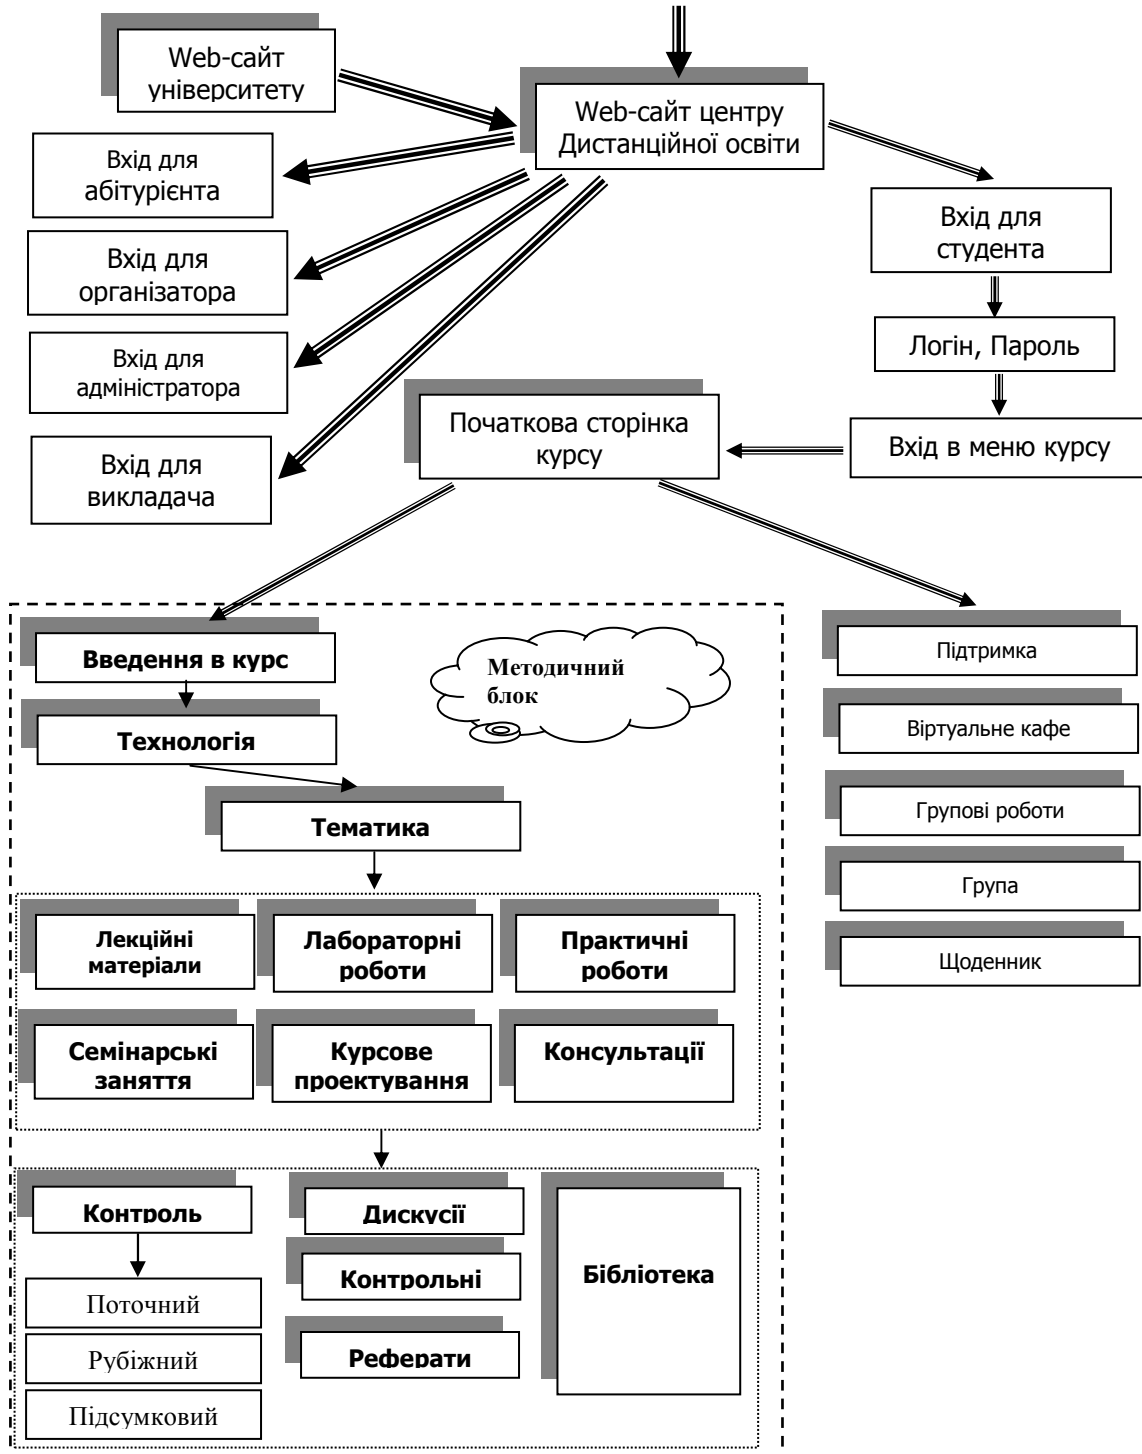 Web-сайт
університету
Web-сайт центру
Дистанційної освіти
Вхід для
абітурієнта
Вхід для
студента
Вхід для
організатора
Логін, Пароль
Вхід для
адміністратора
Початкова сторінка
курсу
Вхід в меню курсу
Вхід для
викладача
Введення в курс
Методичний
блок
Підтримка
Технологія
Віртуальне кафе
Тематика
Групові роботи
Група
Лекційні
матеріали
Лабораторні
роботи
Практичні
роботи
Щоденник
Семінарські
заняття
Курсове
проектування
Консультації
Контроль
Дискусії
Бібліотека
Контрольні
Поточний
Рубіжний
Реферати
Підсумковий